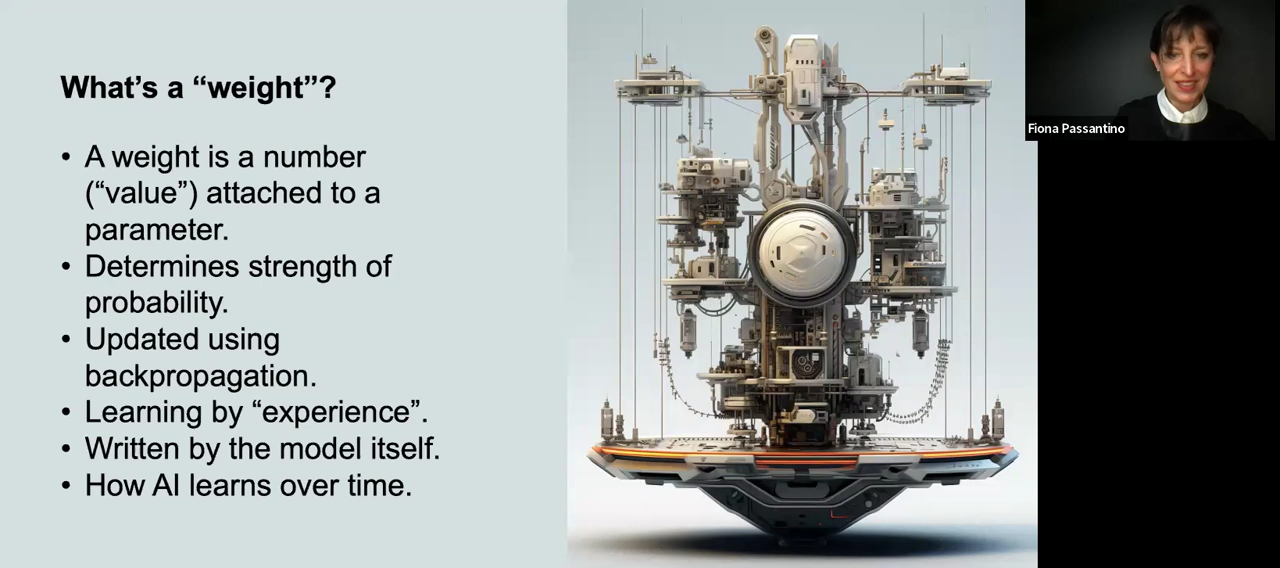 What’s a “weight”?
• A weight is a number
(“value”) attached to a
parameter.
• Determines strength of
probability.
• Updated using
backpropagation.
• Learning by “experience”.
• Written by the model itself.
• How AI learns over time.
Fiona Passantino